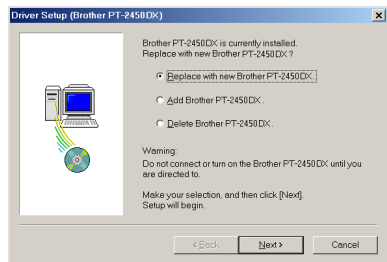 Driver Setup (Brother PT-2450DX)
Brother PT-2450DX is currently installed.
Replace with new Brother PT-2450DX ?
Replace with new Brother PT-2450DX.
Add Brother PT-2450DX.
Delete Brother PT-2450DX.
Warning:
Do not connect or turn on the Brother PT-2450DX until you
are directed to.
Make your selection, and then click [Next].
Setup will begin.
< Back
Next >
Cancel